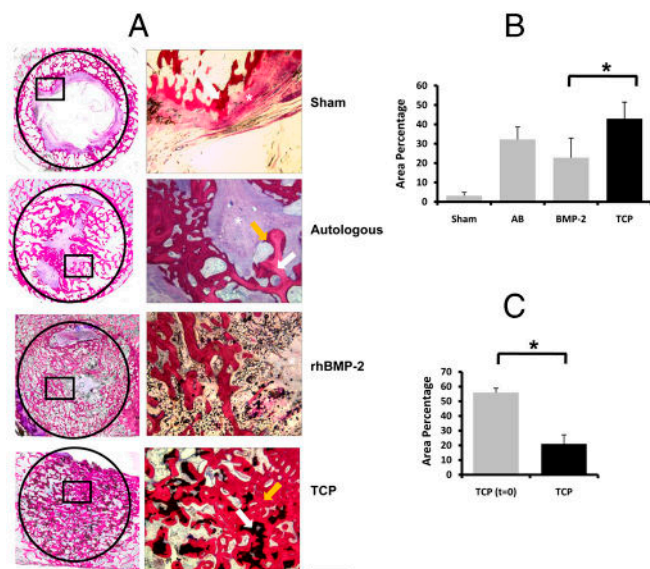 A
Sham
Autologous
rhBMP-2
TCP
B
*
Area Percentage
60
50
40
30
20
10
0
Sham AB BMP-2 TCP
C
*
Area Percentage
70
60
50
40
30
20
10
0
TCP (t=0) TCP